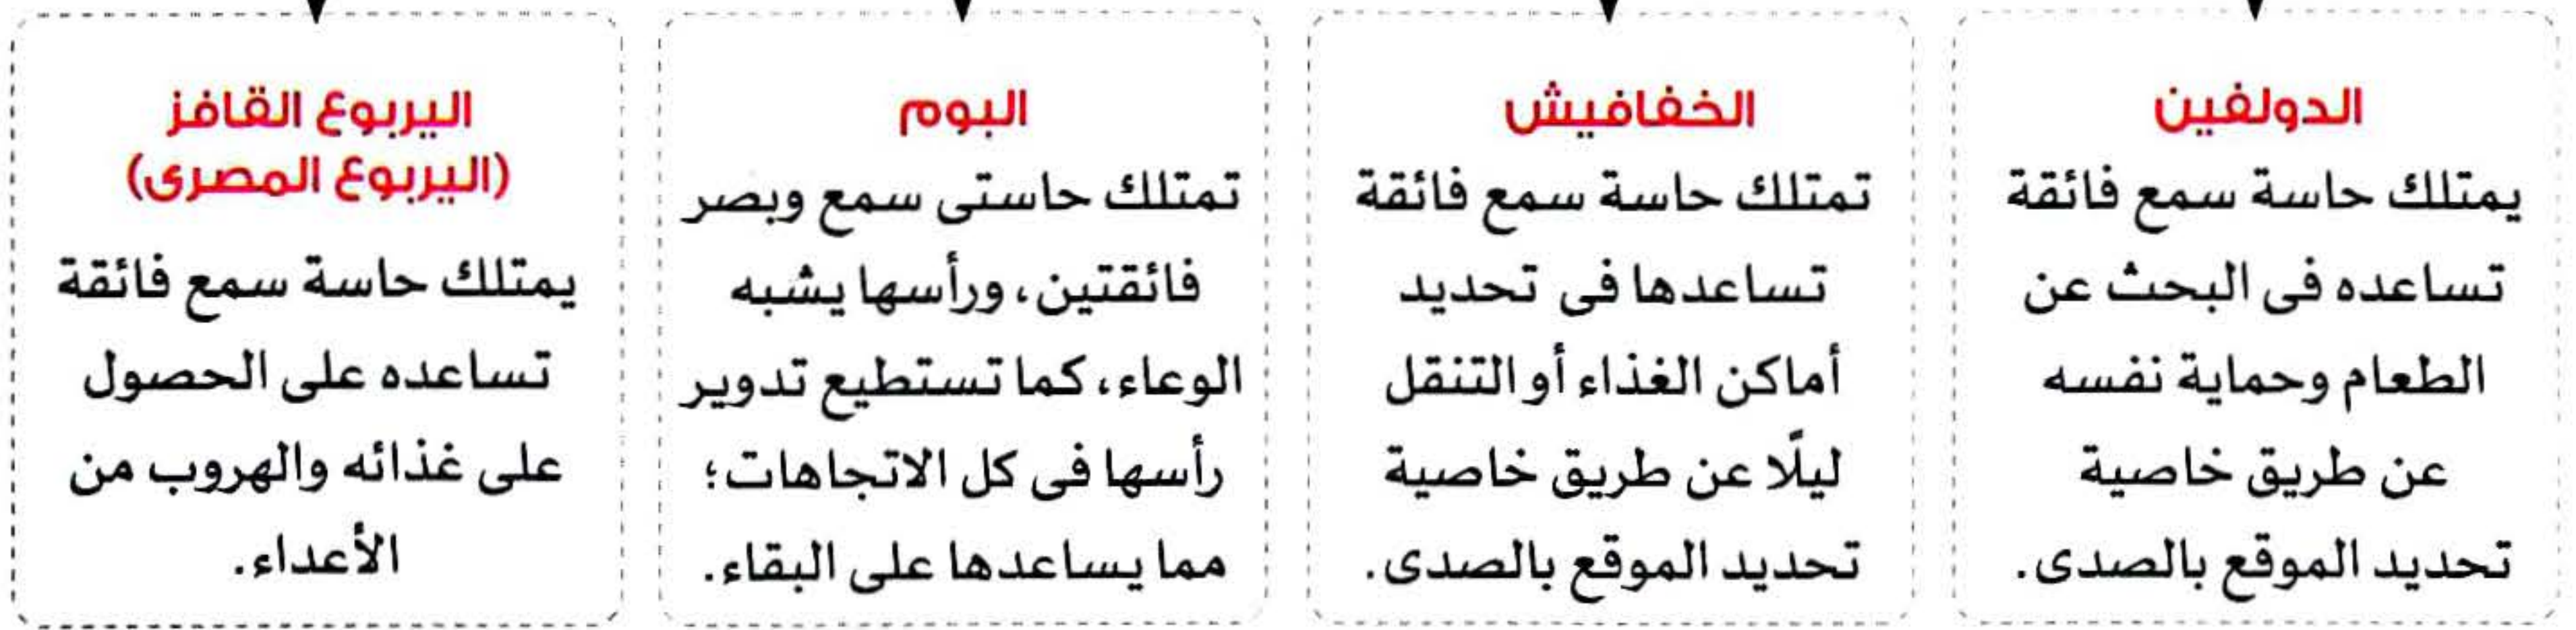 الدولفين
يمتلك حاسة سمع فائقة
تساعده فى البحث عن
الطعام وحماية نفسه
عن طريق خاصية
تحديد الموقع بالصدى.
الخفافيش
تمتلك حاسة سمع فائقة
تساعدها فى تحديد
أماكن الغذاء أو التنقل
ليلًا عن طريق خاصية
تحديد الموقع بالصدى.
البوم
تمتلك حاستى سمع وبصر
فائقتين، ورأسها يشبه
الوعاء، كما تستطيع تدوير
رأسها فى كل الاتجاهات؛
مما يساعدها على البقاء.
اليربوع القافز
(اليربوع المصرى)
يمتلك حاسة سمع فائقة
تساعده على الحصول
على غذائه والهروب من
الأعداء.